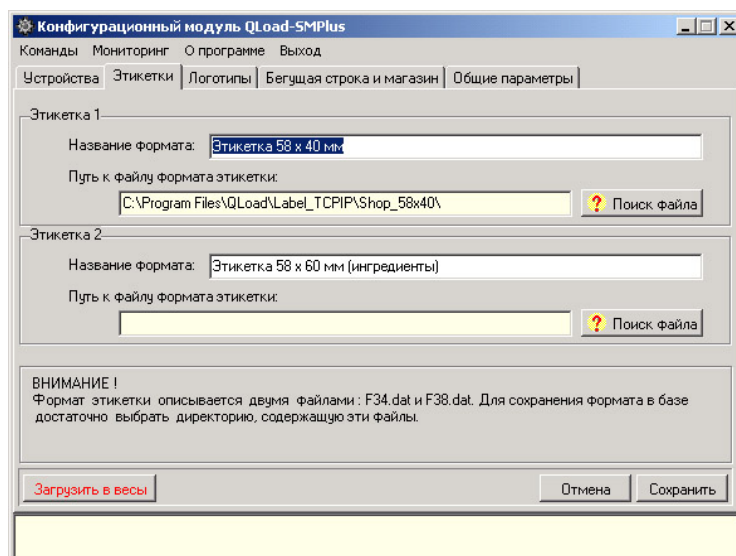 Конфигурационный модуль QLoad-SMPlus
Команды Мониторинг О программе Выход
Устройства Этикетки Логотипы Бегущая строка и магазин Общие параметры
Этикетка 1
Название формата: Этикетка 58 x 40 мм
Путь к файлу формата этикетки:
C:\Program Files\QLoad\Label_TCPIP\Shop_58x40\ ? Поиск файла
Этикетка 2
Название формата: Этикетка 58 x 60 мм (ингредиенты)
Путь к файлу формата этикетки:
? Поиск файла
ВНИМАНИЕ !
Формат этикетки описывается двумя файлами : F34.dat и F38.dat. Для сохранения формата в базе
достаточно выбрать директорию, содержащую эти файлы.
Загрузить в весы Отмена Сохранить